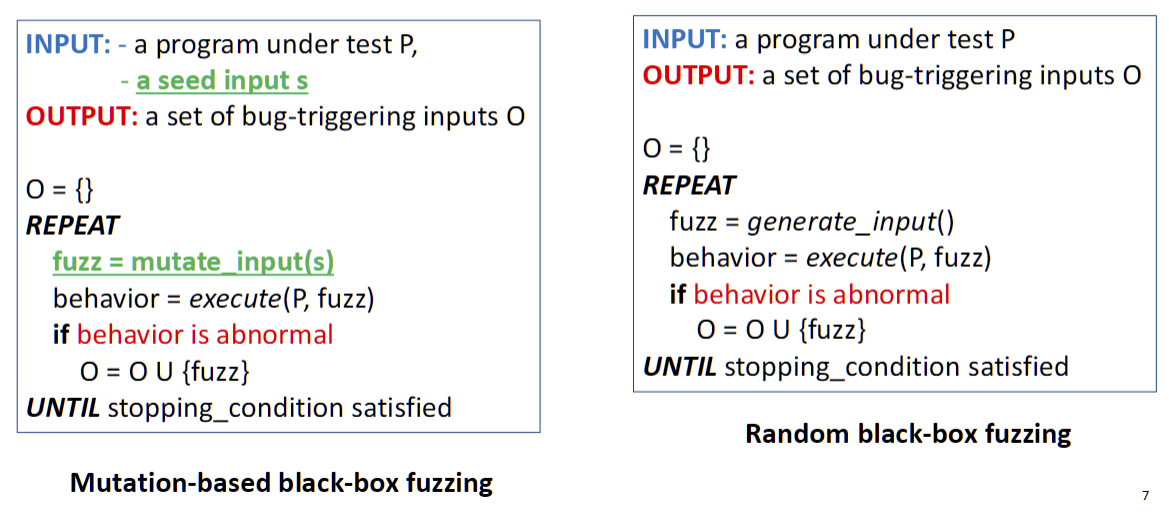 INPUT: - a program under test P,
- a seed input s
OUTPUT: a set of bug-triggering inputs O
O = {}
REPEAT
fuzz = mutate_input(s)
behavior = execute(P, fuzz)
if behavior is abnormal
O = O U {fuzz}
UNTIL stopping_condition satisfied
Mutation-based black-box fuzzing
INPUT: a program under test P
OUTPUT: a set of bug-triggering inputs O
O = {}
REPEAT
fuzz = generate_input()
behavior = execute(P, fuzz)
if behavior is abnormal
O = O U {fuzz}
UNTIL stopping_condition satisfied
Random black-box fuzzing
7